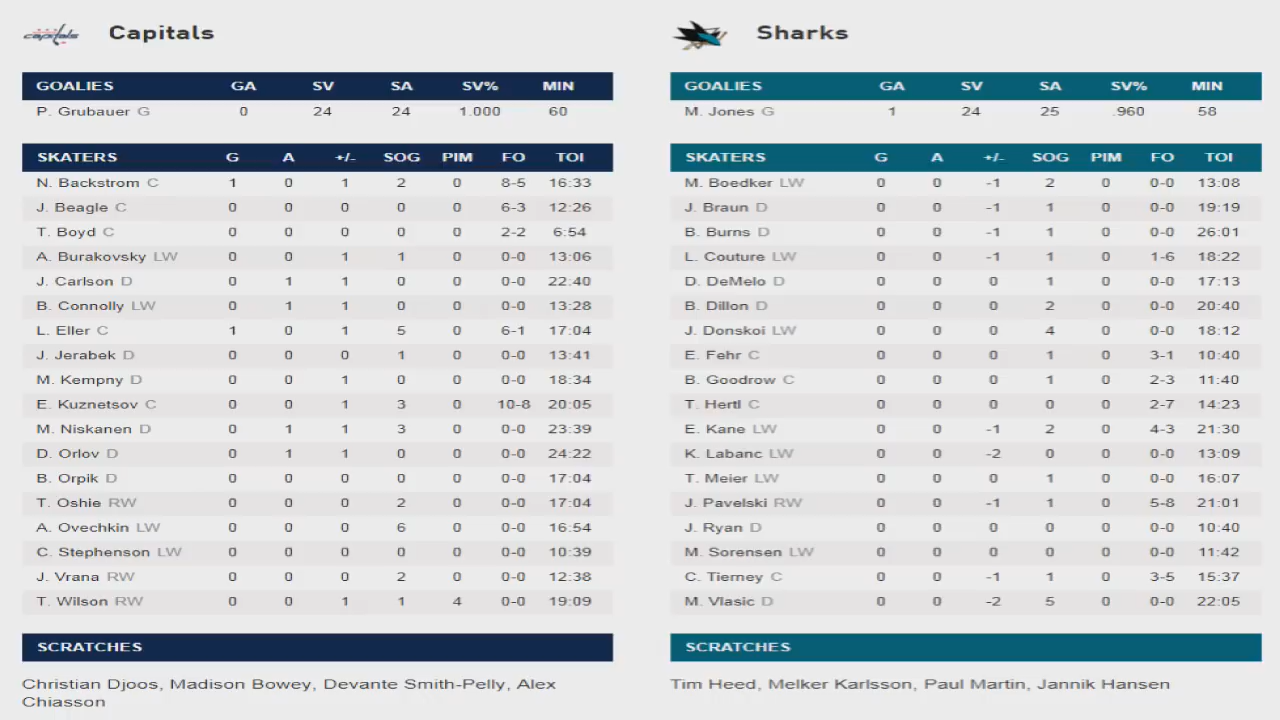 capitals Capitals
GOALIES GA SV SA SV% MIN
P. Grubauer G 0 24 24 1.000 60
SKATERS G A +/- SOG PIM FO TOI
N. Backstrom C 1 0 1 2 0 8-5 16:33
J. Beagle C 0 0 0 0 0 6-3 12:26
T. Boyd C 0 0 0 0 0 2-2 6:54
A. Burakovsky LW 0 0 1 1 0 0-0 13:06
J. Carlson D 0 1 1 0 0 0-0 22:40
B. Connolly LW 0 1 1 0 0 0-0 13:28
L. Eller C 1 0 1 5 0 6-1 17:04
J. Jerabek D 0 0 0 1 0 0-0 13:41
M. Kempny D 0 0 1 0 0 0-0 18:34
E. Kuznetsov C 0 0 1 3 0 10-8 20:05
M. Niskanen D 0 1 1 3 0 0-0 23:39
D. Orlov D 0 1 1 0 0 0-0 24:22
B. Orpik D 0 0 0 0 0 0-0 17:04
T. Oshie RW 0 0 0 2 0 0-0 17:04
A. Ovechkin LW 0 0 0 6 0 0-0 16:54
C. Stephenson LW 0 0 0 0 0 0-0 10:39
J. Vrana RW 0 0 0 2 0 0-0 12:38
T. Wilson RW 0 0 1 1 4 0-0 19:09
SCRATCHES
Christian Djoos, Madison Bowey, Devante Smith-Pelly, Alex
Chiasson
Sharks
GOALIES GA SV SA SV% MIN
M. Jones G 1 24 25 .960 58
SKATERS G A +/- SOG PIM FO TOI
M. Boedker LW 0 0 -1 2 0 0-0 13:08
J. Braun D 0 0 -1 1 0 0-0 19:19
B. Burns D 0 0 -1 1 0 0-0 26:01
L. Couture LW 0 0 -1 1 0 1-6 18:22
D. DeMelo D 0 0 0 1 0 0-0 17:13
B. Dillon D 0 0 0 2 0 0-0 20:40
J. Donskoi LW 0 0 0 4 0 0-0 18:12
E. Fehr C 0 0 0 1 0 3-1 10:40
B. Goodrow C 0 0 0 1 0 2-3 11:40
T. Hertl C 0 0 0 0 0 2-7 14:23
E. Kane LW 0 0 -1 2 0 4-3 21:30
K. Labanc LW 0 0 -2 0 0 0-0 13:09
T. Meier LW 0 0 0 1 0 0-0 16:07
J. Pavelski RW 0 0 -1 1 0 5-8 21:01
J. Ryan D 0 0 0 0 0 0-0 10:40
M. Sorensen LW 0 0 0 0 0 0-0 11:42
C. Tierney C 0 0 -1 1 0 3-5 15:37
M. Vlasic D 0 0 -2 5 0 0-0 22:05
SCRATCHES
Tim Heed, Melker Karlsson, Paul Martin, Jannik Hansen